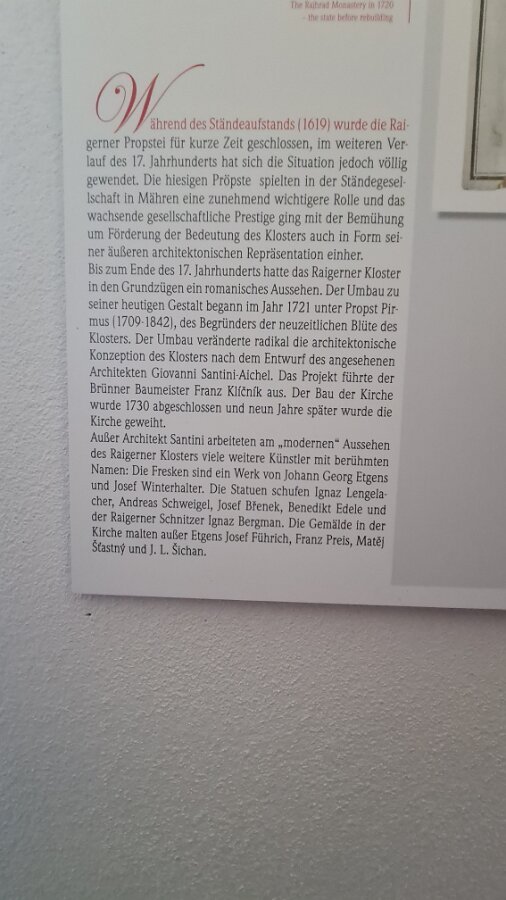 The Rajhrad Monastery in 1720
– the state before rebuilding
Während des Ständeaufstands (1619) wurde die Rai-
gerner Propstei für kurze Zeit geschlossen, im weiteren Ver-
lauf des 17. Jahrhunderts hat sich die Situation jedoch völlig
gewendet. Die hiesigen Pröpste spielten in der Ständegesel-
lschaft in Mähren eine zunehmend wichtigere Rolle und das
wachsende gesellschaftliche Prestige ging mit der Bemühung
um Förderung der Bedeutung des Klosters auch in Form sei-
ner äußeren architektonischen Repräsentation einher.
Bis zum Ende des 17. Jahrhunderts hatte das Raigerner Kloster
in den Grundzügen ein romanisches Aussehen. Der Umbau zu
seiner heutigen Gestalt begann im Jahr 1721 unter Propst Pir-
mus (1709-1842), des Begründers der neuzeitlichen Blüte des
Klosters. Der Umbau veränderte radikal die architektonische
Konzeption des Klosters nach dem Entwurf des angesehenen
Architekten Giovanni Santini-Aichel. Das Projekt führte der
Brünner Baumeister Franz Klíčník aus. Der Bau der Kirche
wurde 1730 abgeschlossen und neun Jahre später wurde die
Kirche geweiht.
Außer Architekt Santini arbeiteten am „modernen“ Aussehen
des Raigerner Klosters viele weitere Künstler mit berühmten
Namen: Die Fresken sind ein Werk von Johann Georg Etgens
und Josef Winterhalter. Die Statuen schufen Ignaz Lengela-
cher, Andreas Schweigel, Josef Břenek, Benedikt Edele und
der Raigerner Schnitzer Ignaz Bergman. Die Gemälde in der
Kirche malten außer Etgens Josef Führich, Franz Preis, Matěj
Šťastný und J. L. Šichan.